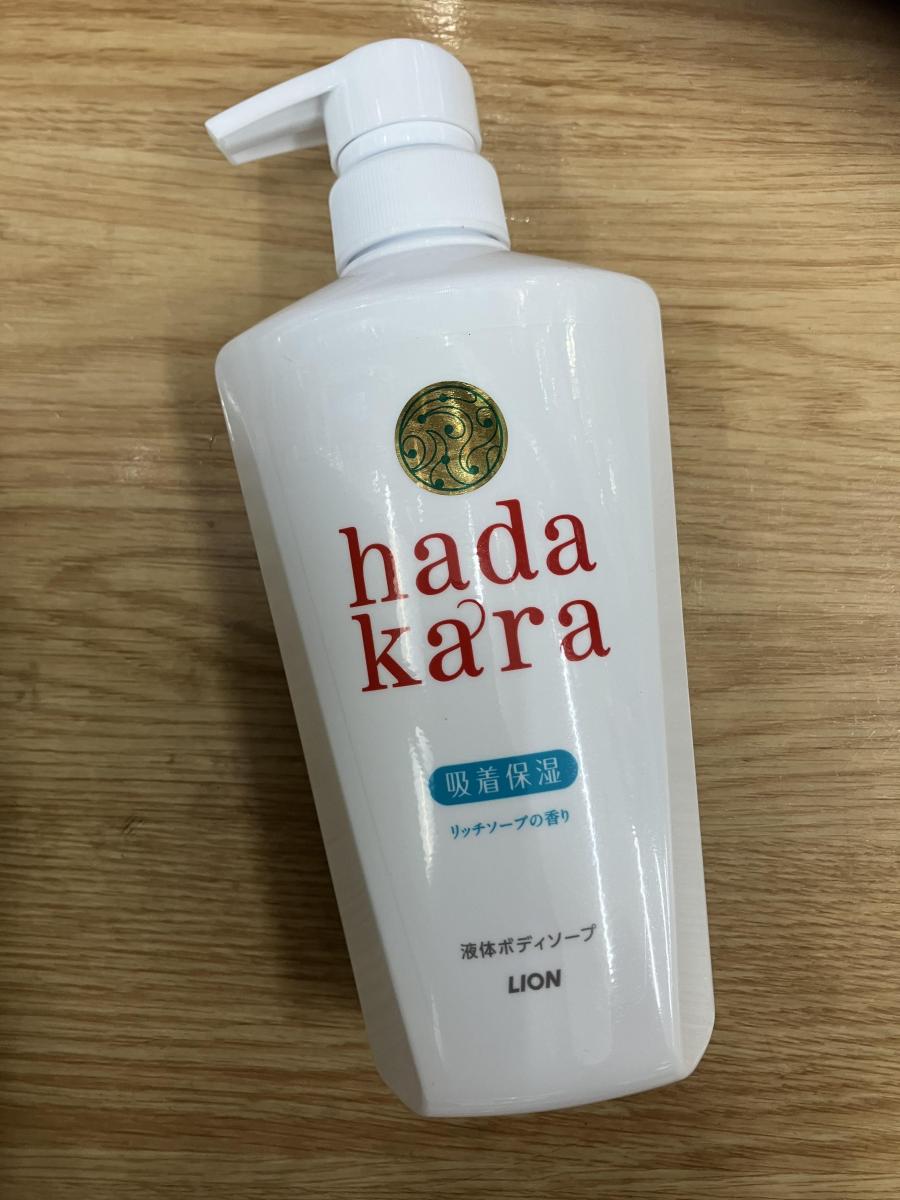 hada
kara
吸着保湿
リッチソープの香り
液体ボディソープ
LION